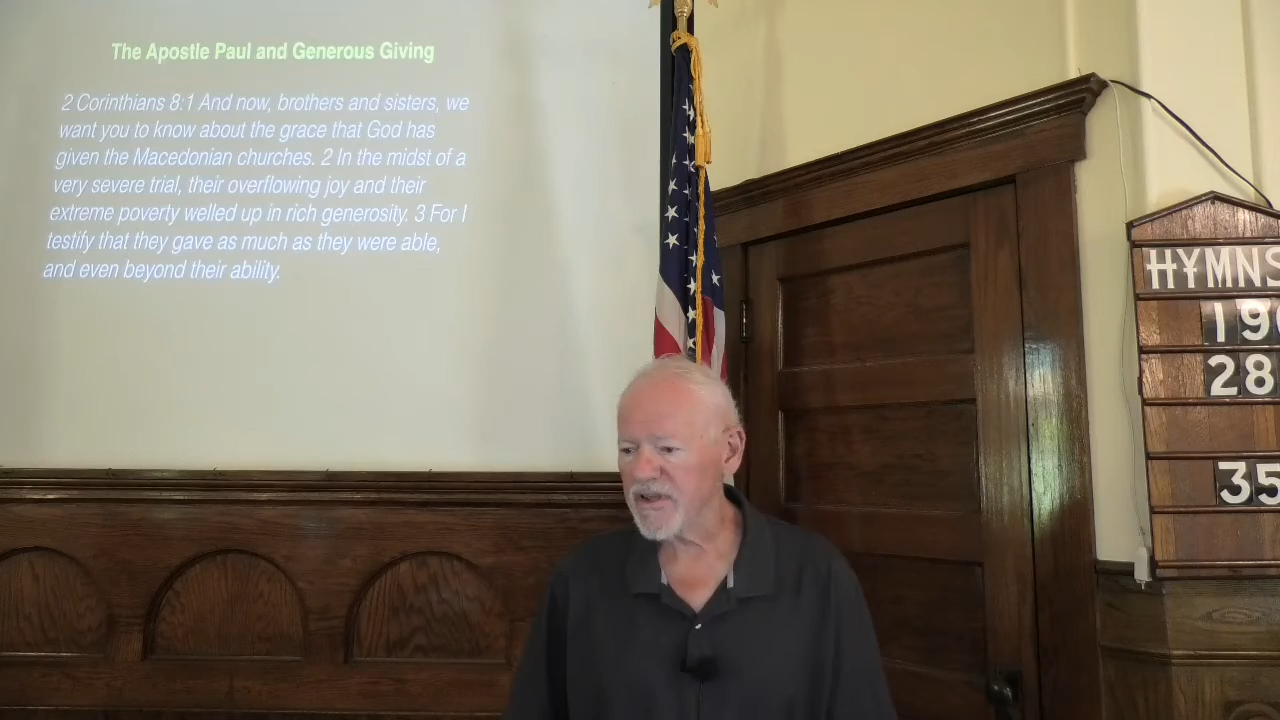 The Apostle Paul and Generous Giving
2 Corinthians 8:1 And now, brothers and sisters, we
want you to know about the grace that God has
given the Macedonian churches. 2 In the midst of a
very severe trial, their overflowing joy and their
extreme poverty welled up in rich generosity. 3 For I
testify that they gave as much as they were able,
and even beyond their ability.
HYMNS
19
28
35